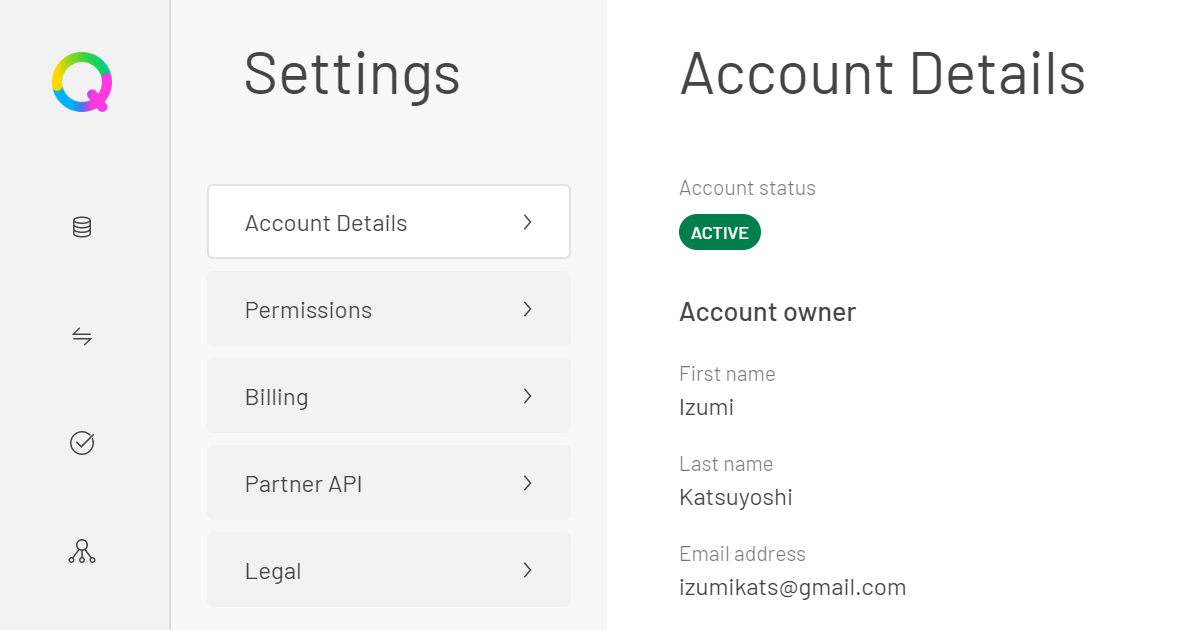 Settings
Account Details
Permissions
Billing
Partner API
Legal
Account Details
Account status
ACTIVE
Account owner
First name
Izumi
Last name
Katsuyoshi
Email address
izumikats@gmail.com